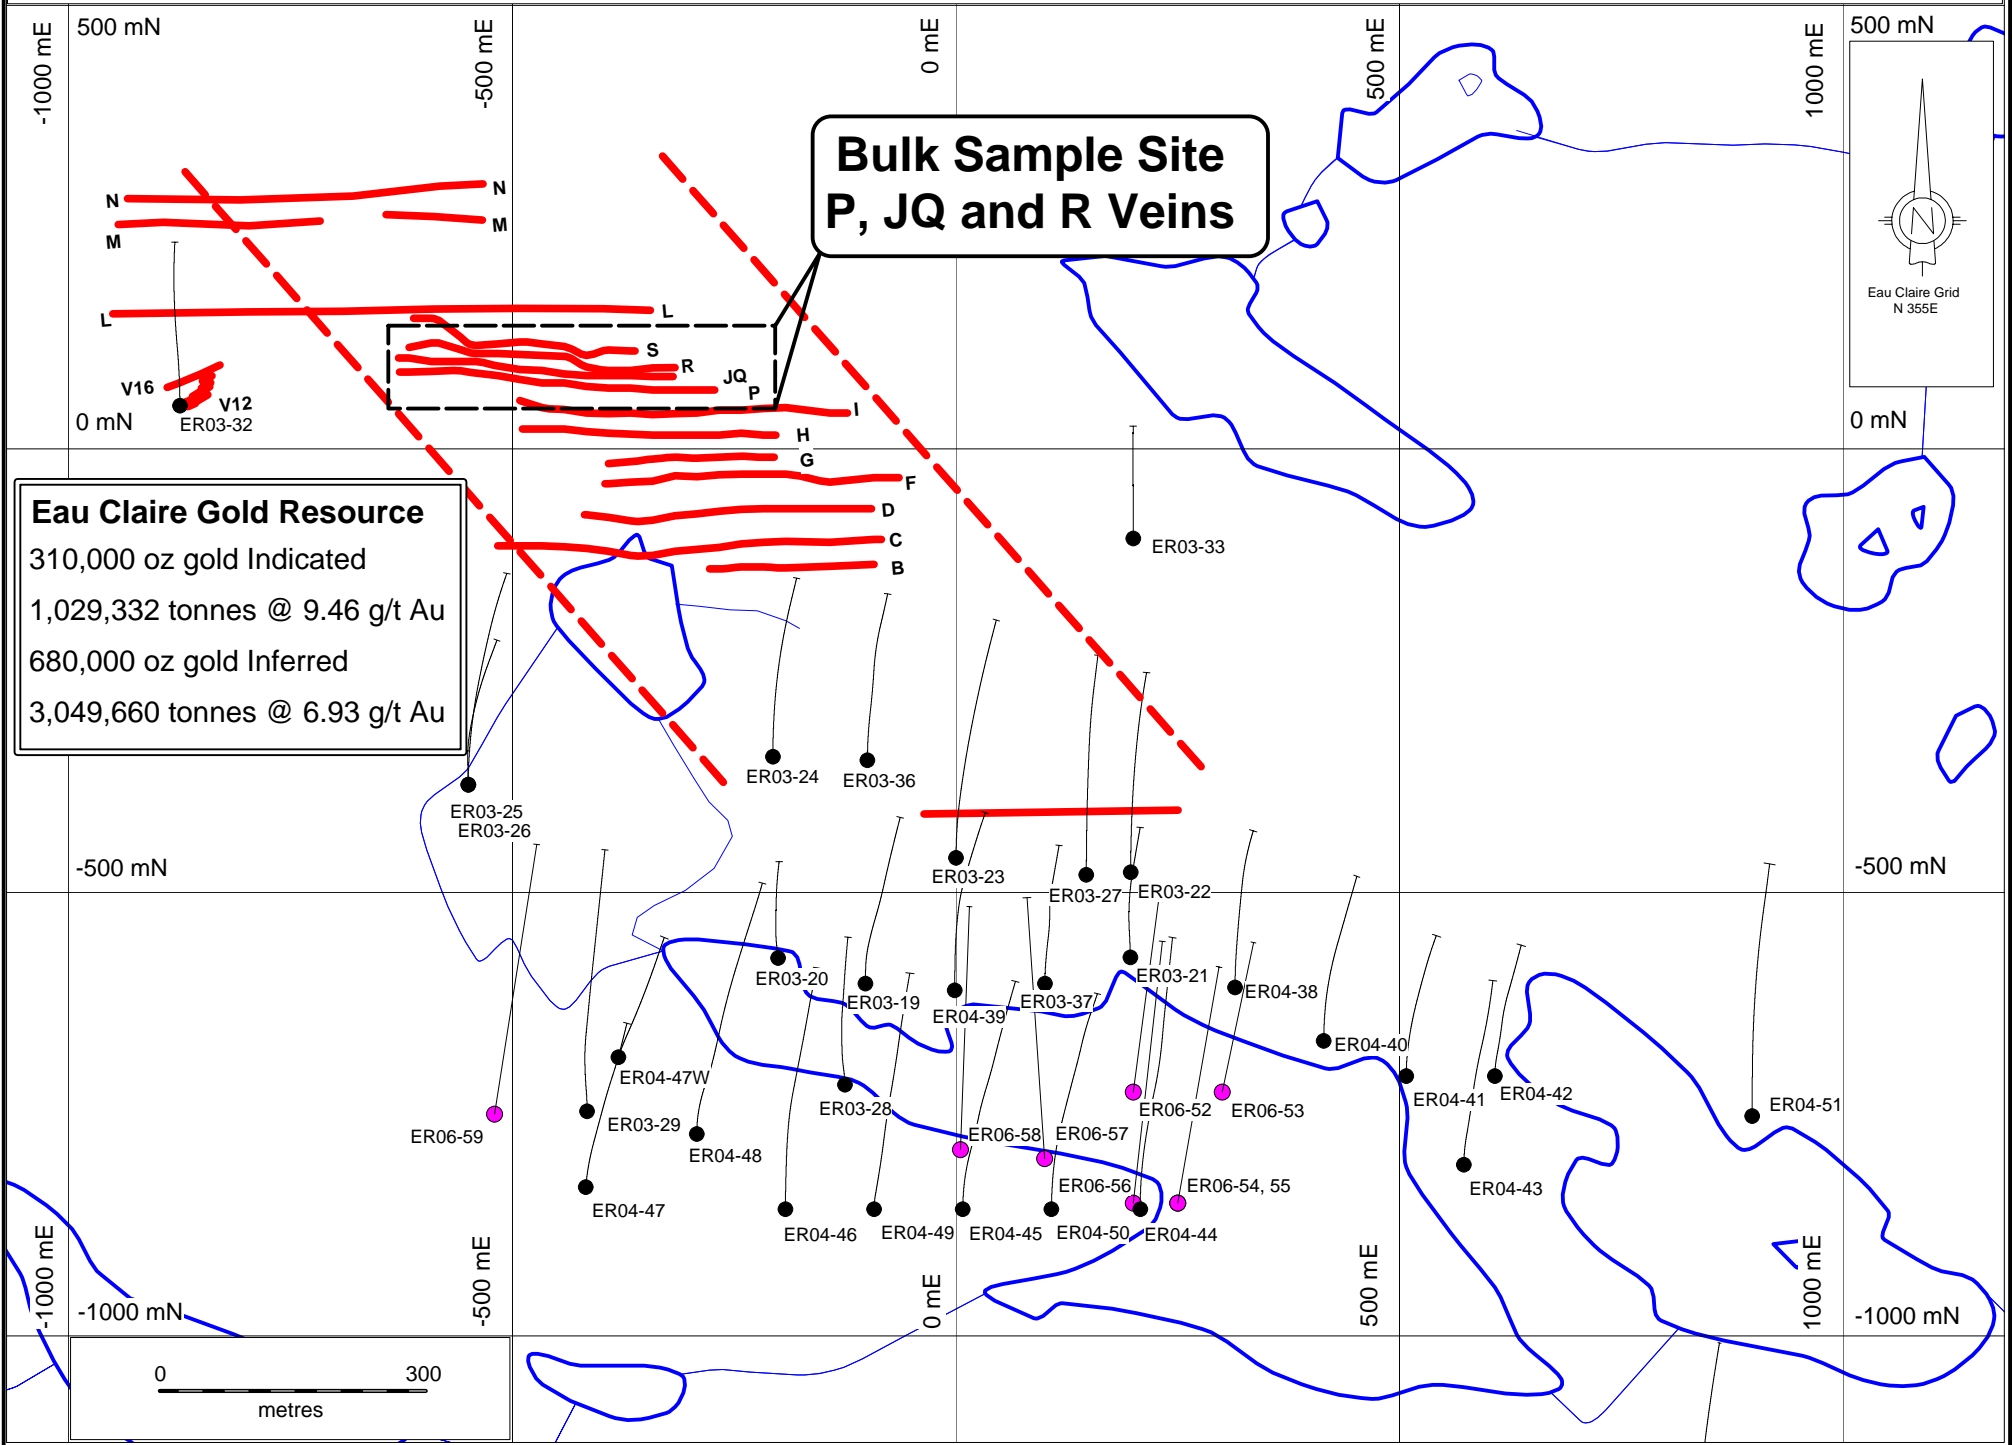 -1000 mE
500 mN
-500 mE
0 mE
500 mE
1000 mE
500 mN
Bulk Sample Site
P, JQ and R Veins
N
Eau Claire Grid
N 355E
N
N
M
M
L
L
S
R
JQ
P
V16
V12
ER03-32
I
H
G
F
D
C
B
0 mN
0 mN
Eau Claire Gold Resource
310,000 oz gold Indicated
1,029,332 tonnes @ 9.46 g/t Au
680,000 oz gold Inferred
3,049,660 tonnes @ 6.93 g/t Au
ER03-33
ER03-24
ER03-36
ER03-25
ER03-26
-500 mN
-500 mN
ER03-23
ER03-27
ER03-22
ER03-20
ER03-19
ER04-39
ER03-37
ER03-21
ER04-38
ER04-40
ER04-47W
ER03-28
ER04-41
ER04-42
ER04-51
ER06-59
ER03-29
ER04-48
ER06-58
ER06-57
ER06-52
ER06-53
ER04-47
ER04-46
ER04-49
ER04-45
ER06-56
ER04-50
ER04-44
ER06-54, 55
ER04-43
-1000 mE
-1000 mN
-500 mE
0 mE
500 mE
1000 mE
-1000 mN
0
300
metres